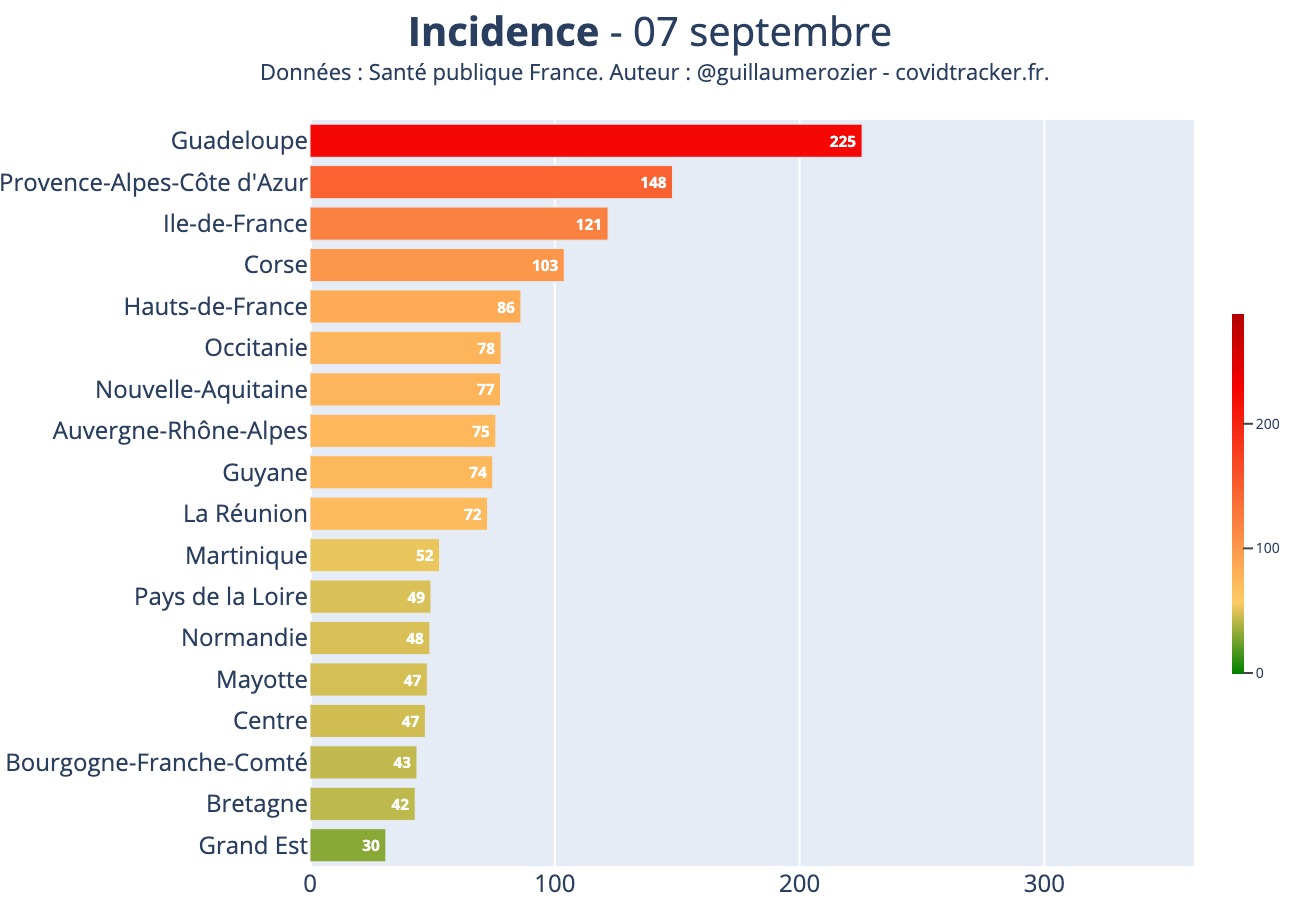 Incidence - 07 septembre
Données : Santé publique France. Auteur : @guillaumerozier - covidtracker.fr.
Guadeloupe 225
Provence-Alpes-Côte d'Azur 148
Ile-de-France 121
Corse 103
Hauts-de-France 86
Occitanie 78
Nouvelle-Aquitaine 77
Auvergne-Rhône-Alpes 75
Guyane 74
La Réunion 72
Martinique 52
Pays de la Loire 49
Normandie 48
Mayotte 47
Centre 47
Bourgogne-Franche-Comté 43
Bretagne 42
Grand Est 30
0 100 200 300
200
100
0